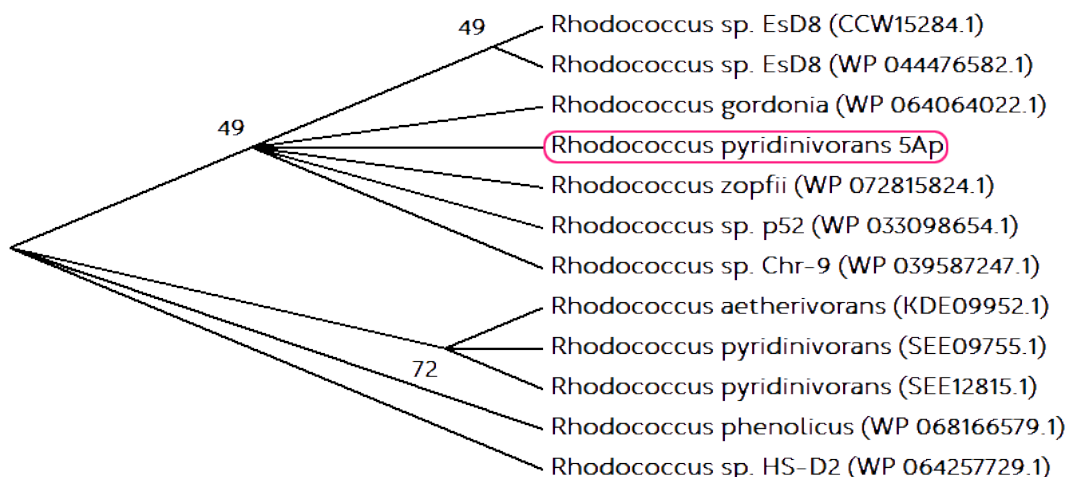 49
Rhodococcus sp. EsD8 (CCW15284.1)
Rhodococcus sp. EsD8 (WP 044476582.1)
Rhodococcus gordonia (WP 064064022.1)
49
Rhodococcus pyridinivorans 5Ap
Rhodococcus zopfii (WP 072815824.1)
Rhodococcus sp. p52 (WP 033098654.1)
Rhodococcus sp. Chr-9 (WP 039587247.1)
Rhodococcus aetherivorans (KDE09952.1)
Rhodococcus pyridinivorans (SEE09755.1)
72
Rhodococcus pyridinivorans (SEE12815.1)
Rhodococcus phenolicus (WP 068166579.1)
Rhodococcus sp. HS-D2 (WP 064257729.1)